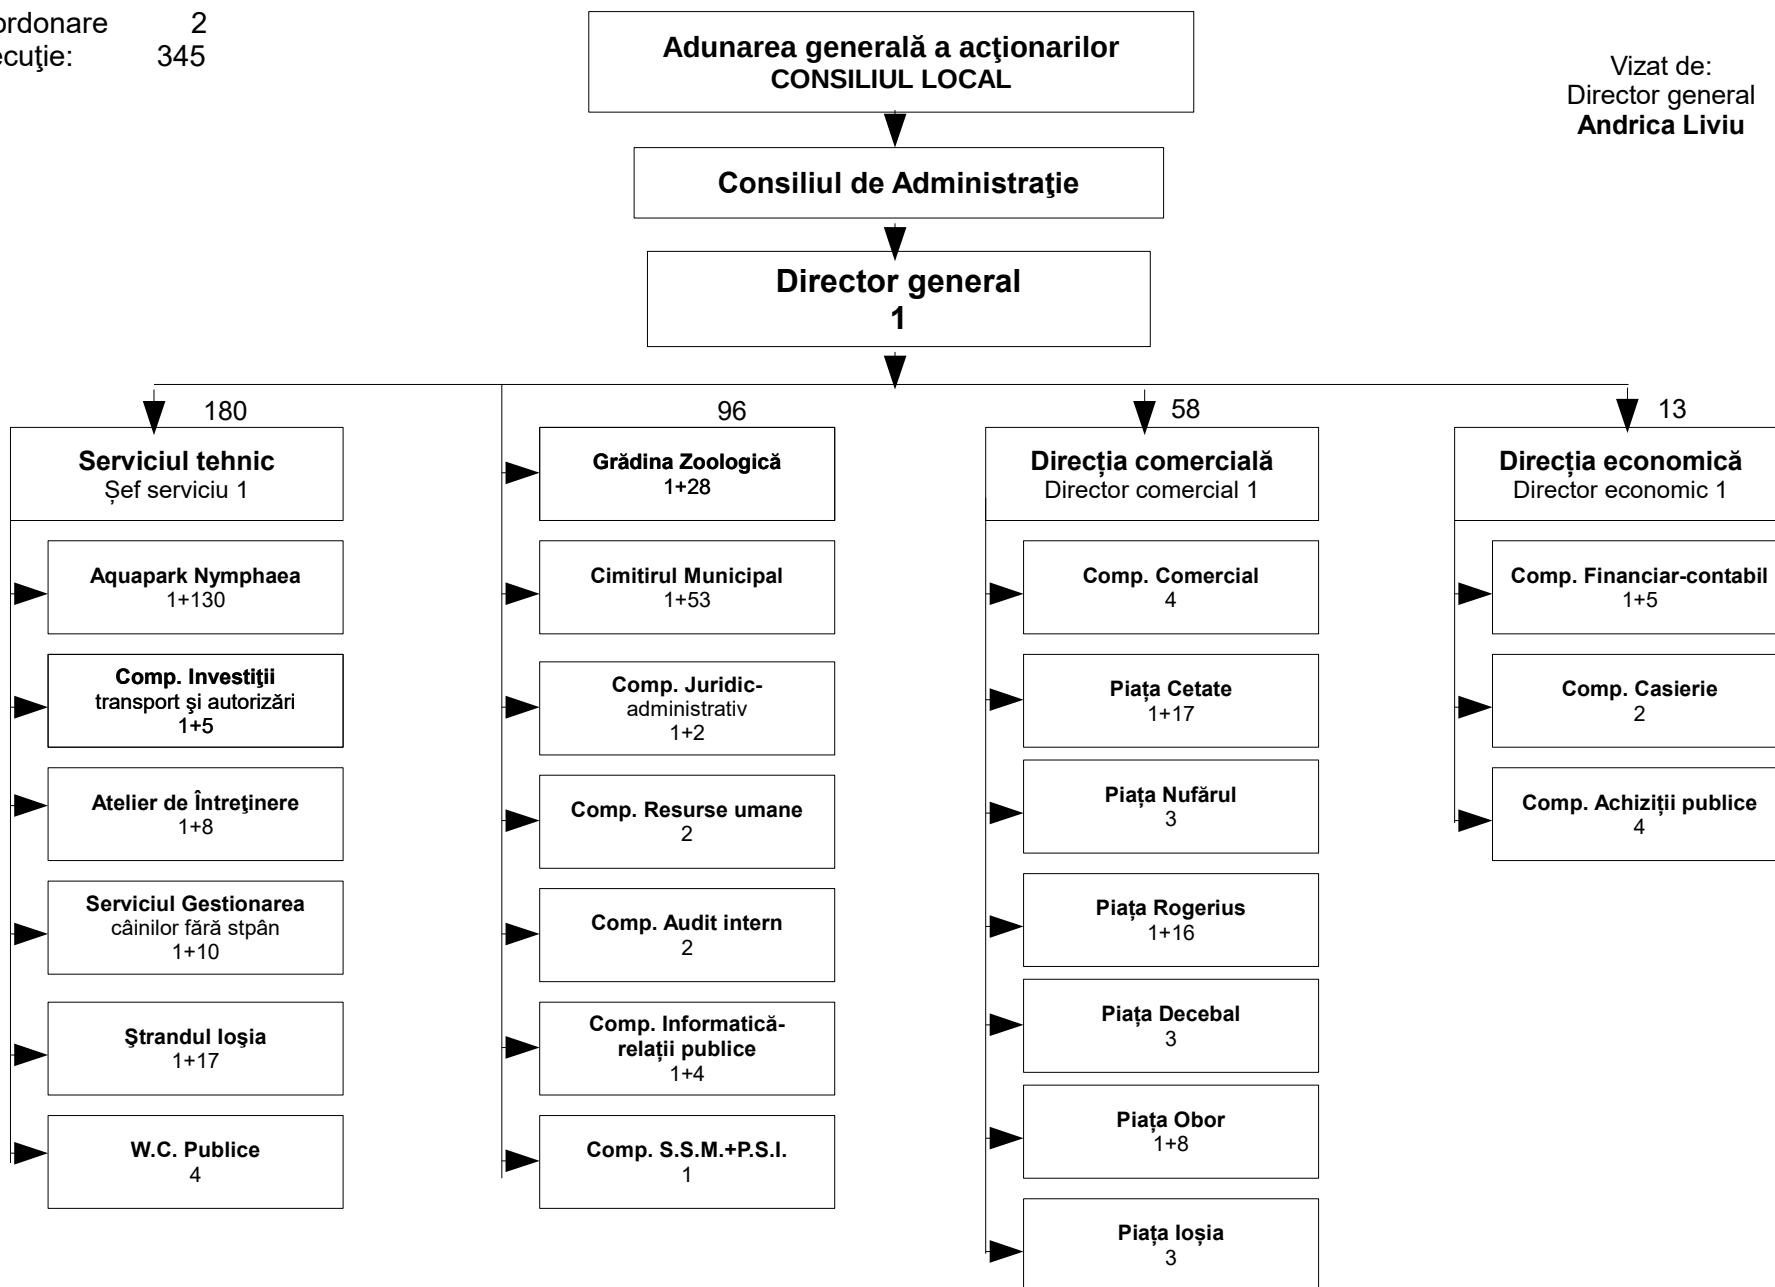 ordonare 2
ecuţie: 345
Adunarea generală a acţionarilor
CONSILIUL LOCAL
Vizat de:
Director general
Andrica Liviu
Consiliul de Administraţie
Director general
1
180
Serviciul tehnic
Șef serviciu 1
Aquapark Nymphaea
1+130
Comp. Investiţii
transport şi autorizări
1+5
Atelier de Întreţinere
1+8
Serviciul Gestionarea
câinilor fără stpân
1+10
Ştrandul Ioşia
1+17
W.C. Publice
4
96
Grădina Zoologică
1+28
Cimitirul Municipal
1+53
Comp. Juridic-
administrativ
1+2
Comp. Resurse umane
2
Comp. Audit intern
2
Comp. Informatică-
relații publice
1+4
Comp. S.S.M.+P.S.I.
1
58
Direcția comercială
Director comercial 1
Comp. Comercial
4
Piața Cetate
1+17
Piața Nufărul
3
Piața Rogerius
1+16
Piața Decebal
3
Piața Obor
1+8
Piața Ioșia
3
13
Direcția economică
Director economic 1
Comp. Financiar-contabil
1+5
Comp. Casierie
2
Comp. Achiziții publice
4